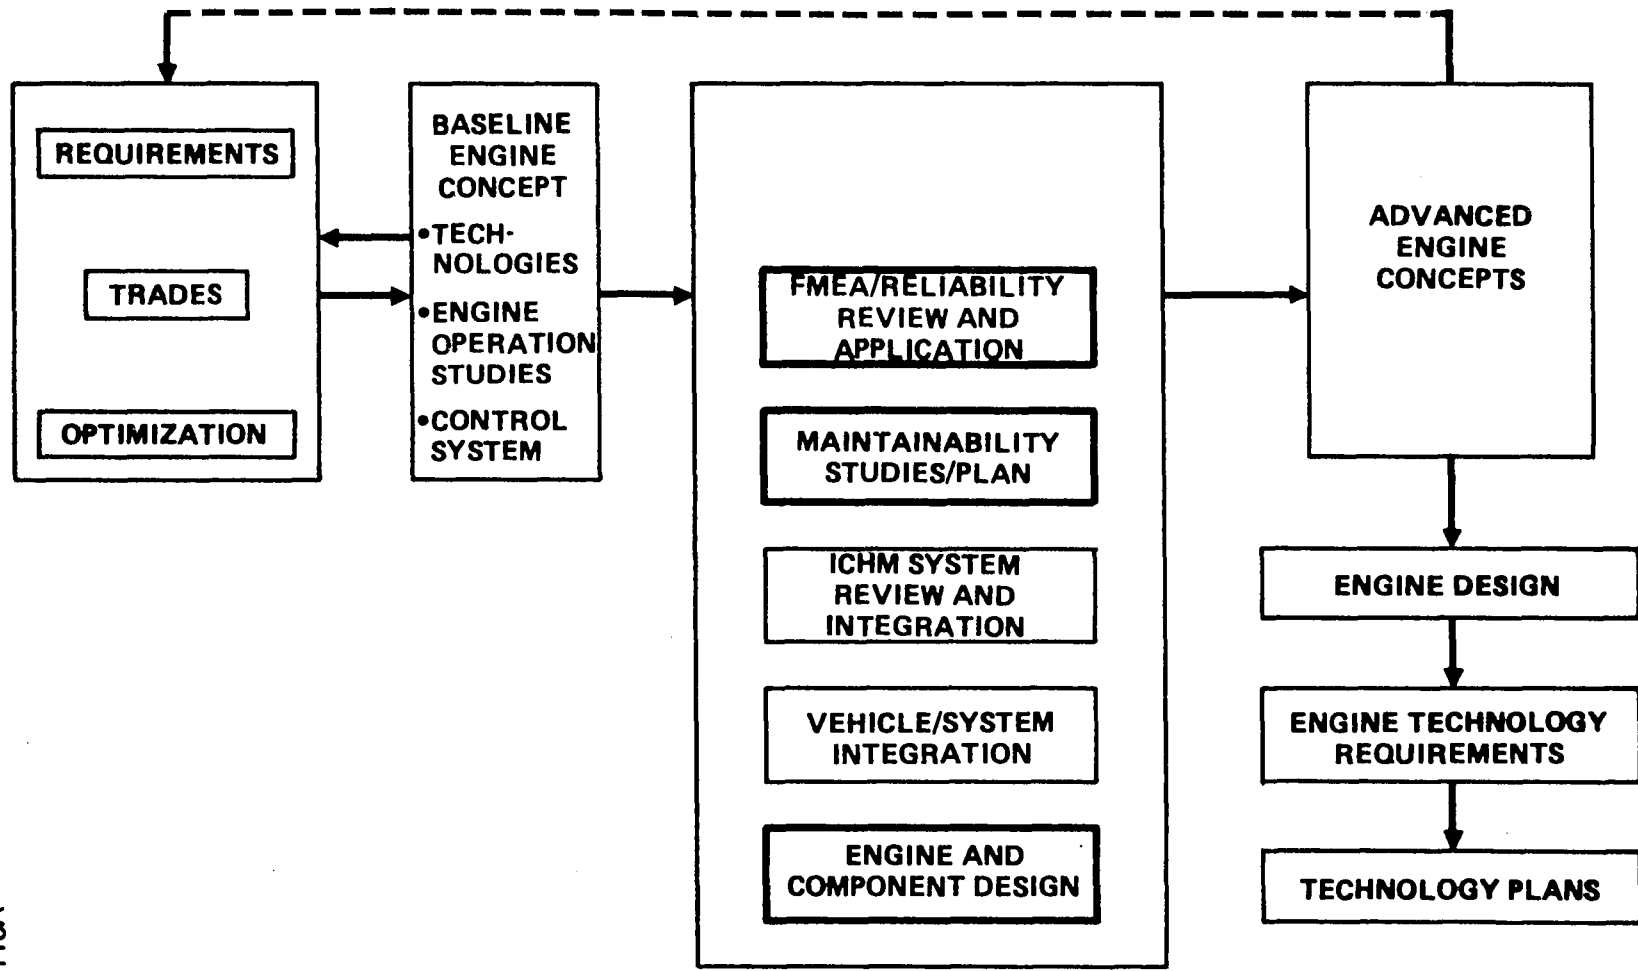 REQUIREMENTS
TRADES
OPTIMIZATION
BASELINE
ENGINE
CONCEPT
•TECH-
NOLOGIES
•ENGINE
OPERATION
STUDIES
•CONTROL
SYSTEM
FMEA/RELIABILITY
REVIEW AND
APPLICATION
MAINTAINABILITY
STUDIES/PLAN
ICHM SYSTEM
REVIEW AND
INTEGRATION
VEHICLE/SYSTEM
INTEGRATION
ENGINE AND
COMPONENT DESIGN
ADVANCED
ENGINE
CONCEPTS
ENGINE DESIGN
ENGINE TECHNOLOGY
REQUIREMENTS
TECHNOLOGY PLANS